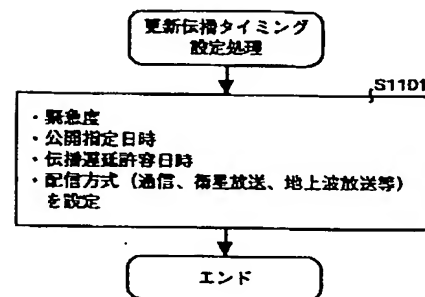 更新伝播タイミング
設定処理
S1101
・緊急度
・公開指定日時
・伝播遅延許容日時
・配信方式（通信、衛星放送、地上波放送等）
を設定
エンド